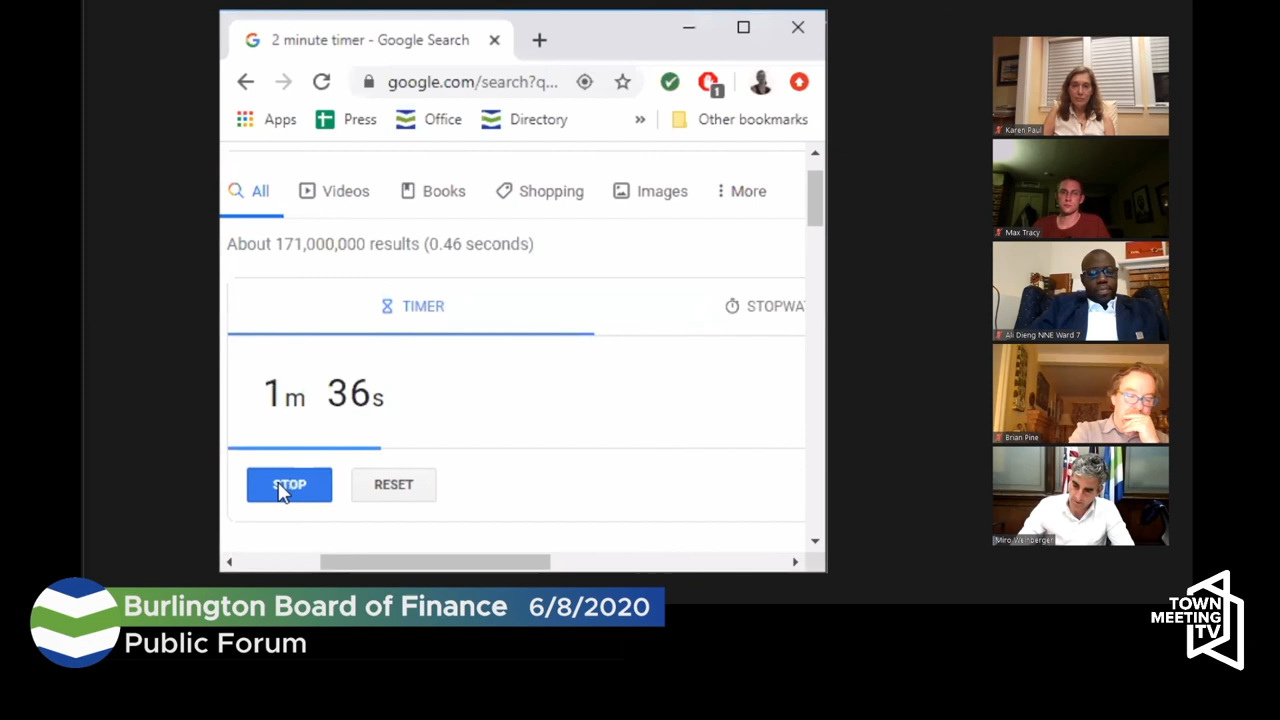 2 minute timer - Google Search
google.com/search?q...
1
Apps Press Office Directory » Other bookmarks
All Videos Books Shopping Images More
About 171,000,000 results (0.46 seconds)
TIMER STOPWA
1m 36s
STOP RESET
Karen Paul
Max Tracy
Ali Dieng NNE Ward 7
Brian Pine
Miro Weinberger
Burlington Board of Finance 6/8/2020
Public Forum
TOWN
MEETING
TV